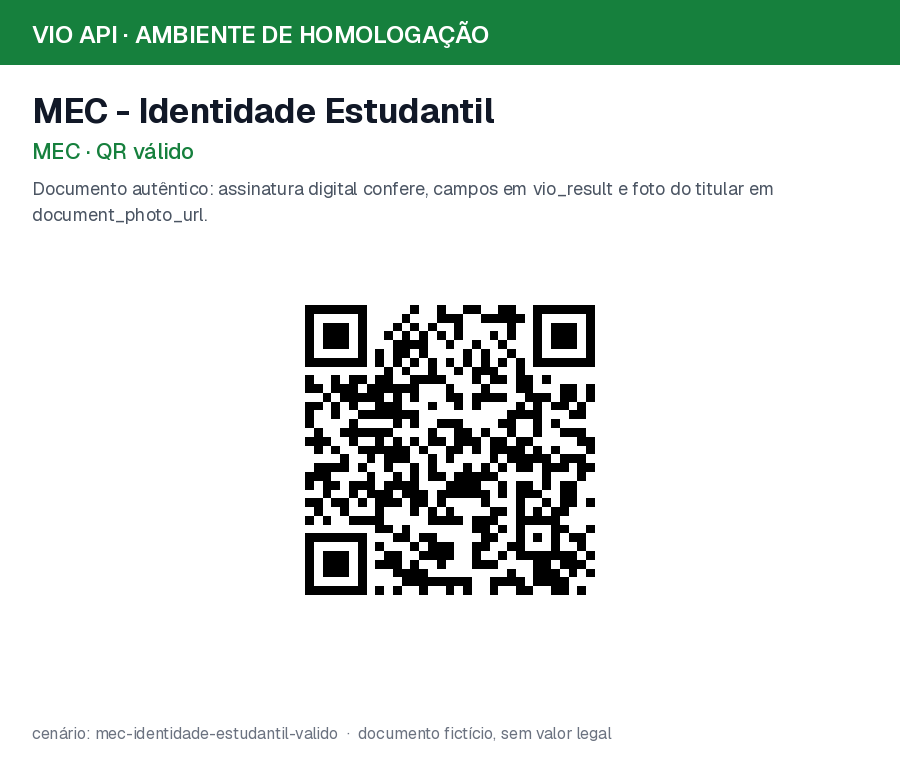 VIO API · AMBIENTE DE HOMOLOGAÇÃO
MEC - Identidade Estudantil
MEC · QR válido
Documento autêntico: assinatura digital confere, campos em vio_result e foto do titular em
document_photo_url.
cenário: mec-identidade-estudantil-valido · documento fictício, sem valor legal